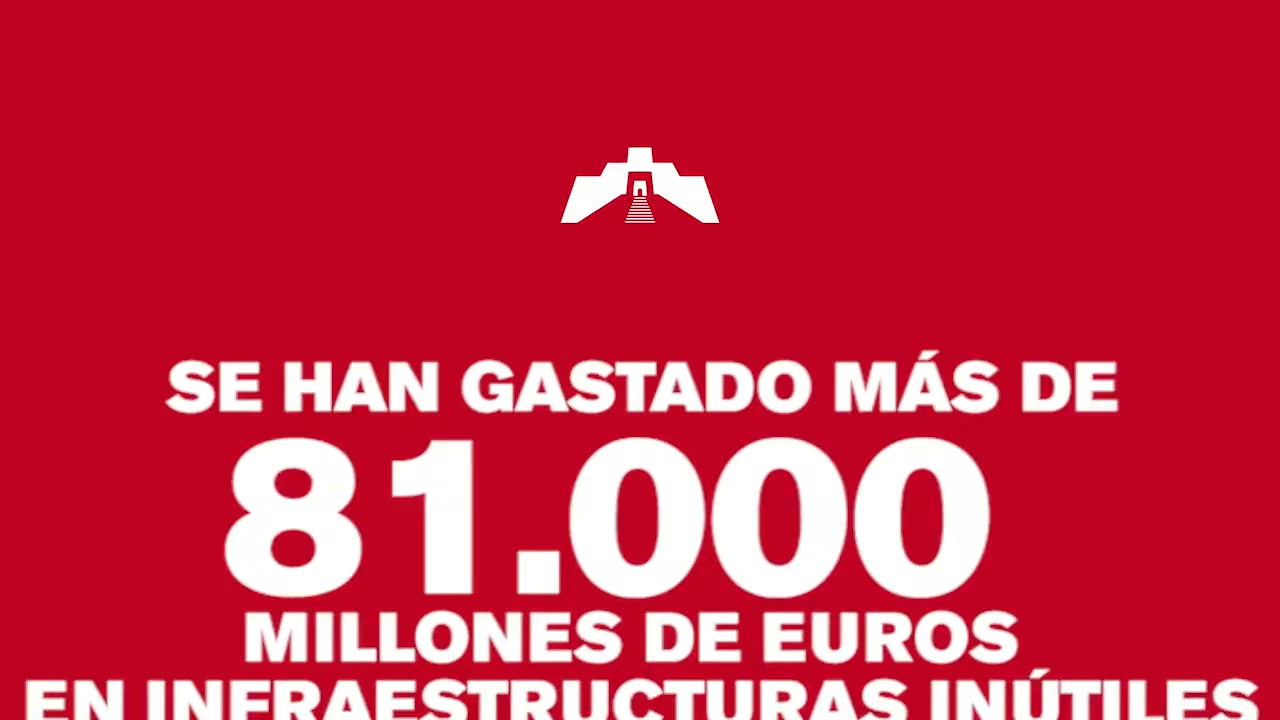 SE HAN GASTADO MÁS DE
81.000
MILLONES DE EUROS
EN INFRAESTRUCTURAS INÚTILES